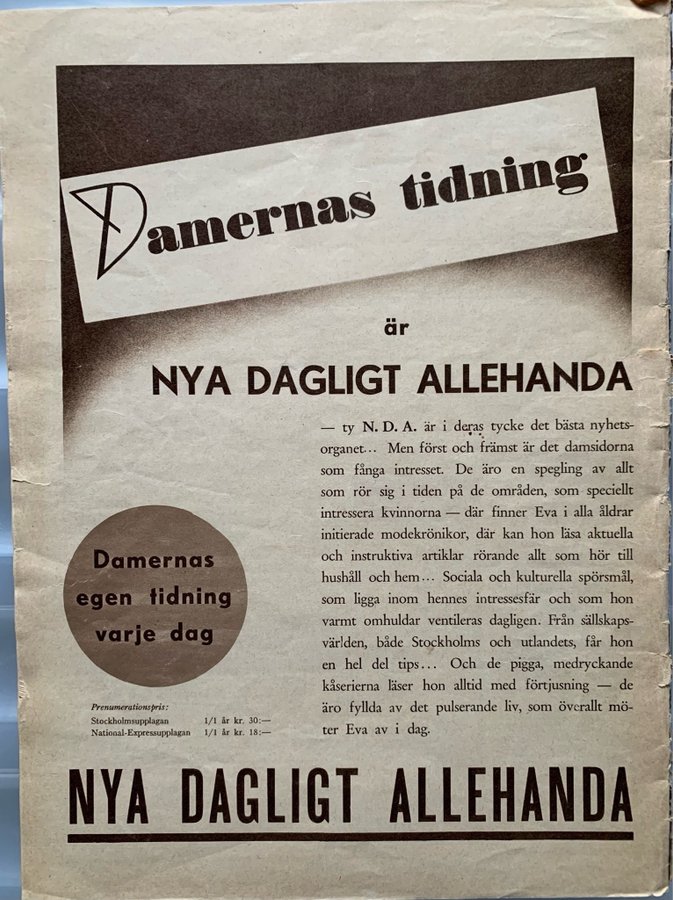 Damernas tidning
är
NYA DAGLIGT ALLEHANDA
— ty N. D. A. är i deras tycke det bästa nyhets-
organet... Men först och främst är det damsidorna
som fånga intresset. De äro en spegling av allt
som rör sig i tiden på de områden, som speciellt
intressera kvinnorna — där finner Eva i alla åldrar
initierade modekrönikor, där kan hon läsa aktuella
och instruktiva artiklar rörande allt som hör till
hushåll och hem... Sociala och kulturella spörsmål,
som ligga inom hennes intressesfär och som hon
varmt omhuldar ventileras dagligen. Från sällskaps-
världen, både Stockholms och utlandets, får hon
en hel del tips... Och de pigga, medryckande
kåserierna läser hon alltid med förtjusning — de
äro fyllda av det pulserande liv, som överallt mö-
ter Eva av i dag.
Damernas
egen tidning
varje dag
Prenumerationspris:
Stockholmsupplagan 1/1 år kr. 30:—
National-Expressupplagan 1/1 år kr. 18:—
NYA DAGLIGT ALLEHANDA